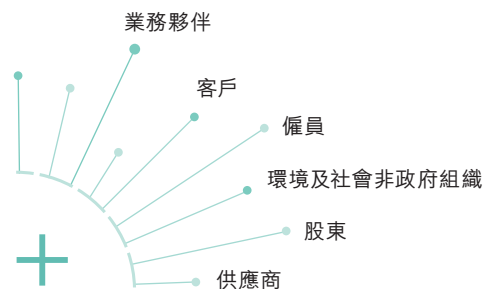 業務夥伴
客戶
僱員
環境及社會非政府組織
股東
供應商